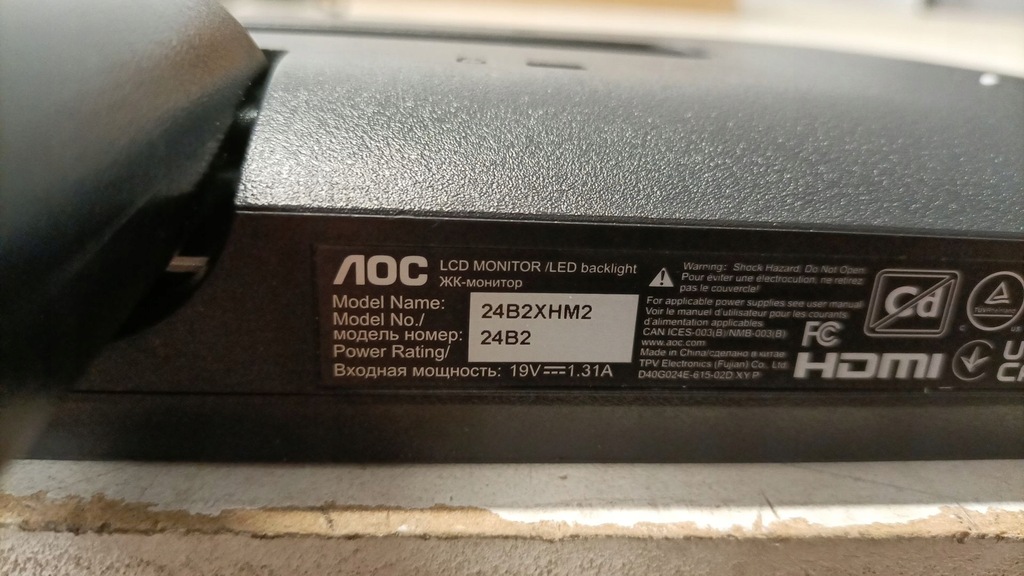 AOC LCD MONITOR /LED backlight
ЖК-монитор
Model Name: 24B2XHM2
Model No./
модель номер: 24B2
Power Rating/
Входная мощность: 19V⎓1.31A
Warning: Shock Hazard. Do Not Open
Pour éviter une électrocution, ne retirez
pas le couvercle!
For applicable power supplies see user manual
Voir le manuel d'utilisateur pour les courants
d'alimentation applicables
CAN ICES-003(B)/NMB-003(B)
www.aoc.com
Made in China/сделано в китае
TPV Electronics (Fujian) Co., Ltd.
D40G024E-615-02D XY P
FC
HDMI
Cd